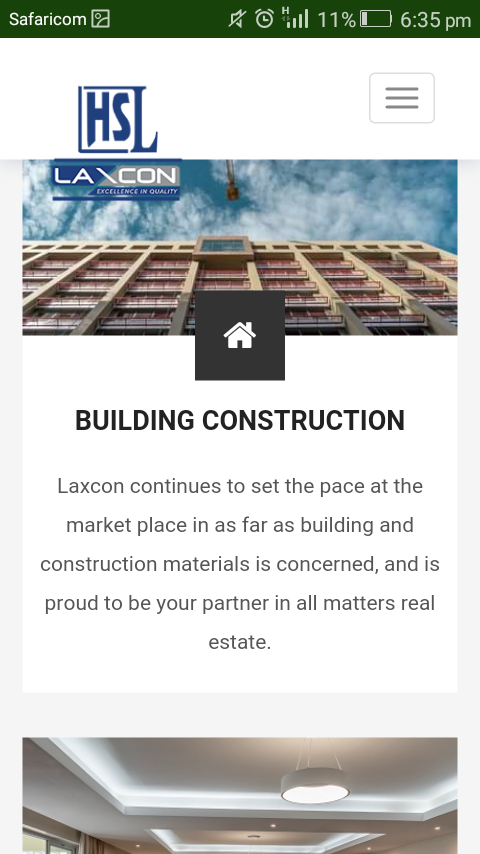 Safaricom
H
11%
6:35 pm
HSL
LAXCON
EXCELLENCE IN QUALITY
BUILDING CONSTRUCTION
Laxcon continues to set the pace at the
market place in as far as building and
construction materials is concerned, and is
proud to be your partner in all matters real
estate.